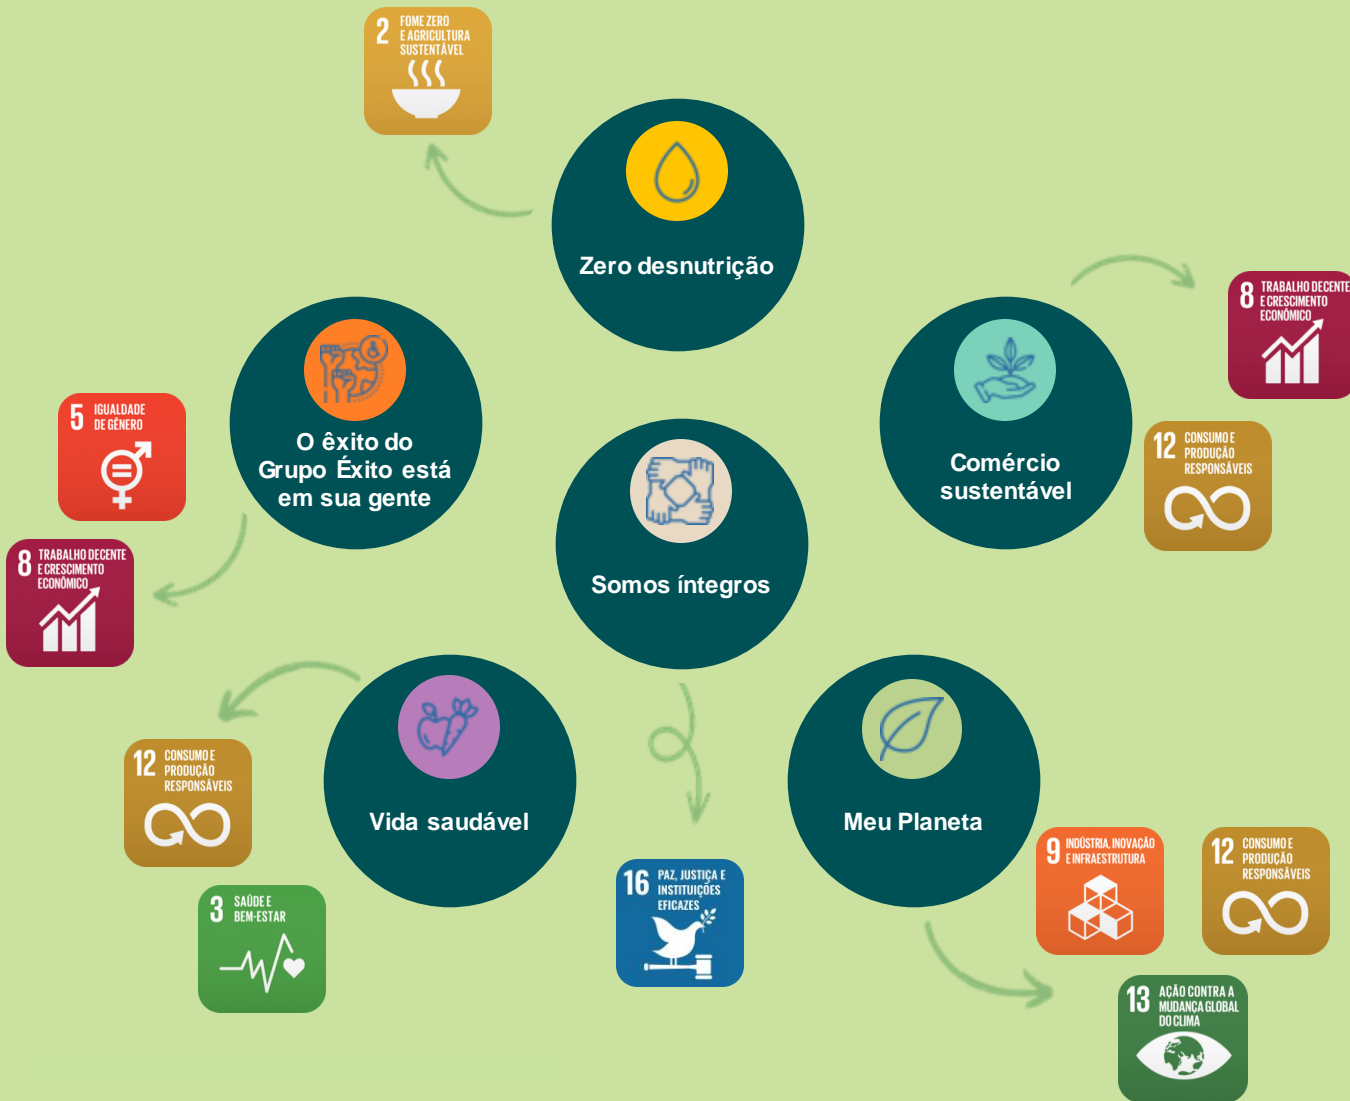 2 FOME ZERO
E AGRICULTURA
SUSTENTÁVEL
Zero desnutrição
8 TRABALHO DECENTE
E CRESCIMENTO
ECONÔMICO
5 IGUALDADE
DE GÊNERO
O êxito do
Grupo Éxito está
em sua gente
12 CONSUMO E
PRODUÇÃO
RESPONSÁVEIS
Comércio
sustentável
8 TRABALHO DECENTE
E CRESCIMENTO
ECONÔMICO
Somos íntegros
12 CONSUMO E
PRODUÇÃO
RESPONSÁVEIS
Vida saudável
Meu Planeta
3 SAÚDE E
BEM-ESTAR
16 PAZ, JUSTIÇA E
INSTITUIÇÕES
EFICAZES
9 INDÚSTRIA, INOVAÇÃO
E INFRAESTRUTURA
12 CONSUMO E
PRODUÇÃO
RESPONSÁVEIS
13 AÇÃO CONTRA A
MUDANÇA GLOBAL
DO CLIMA